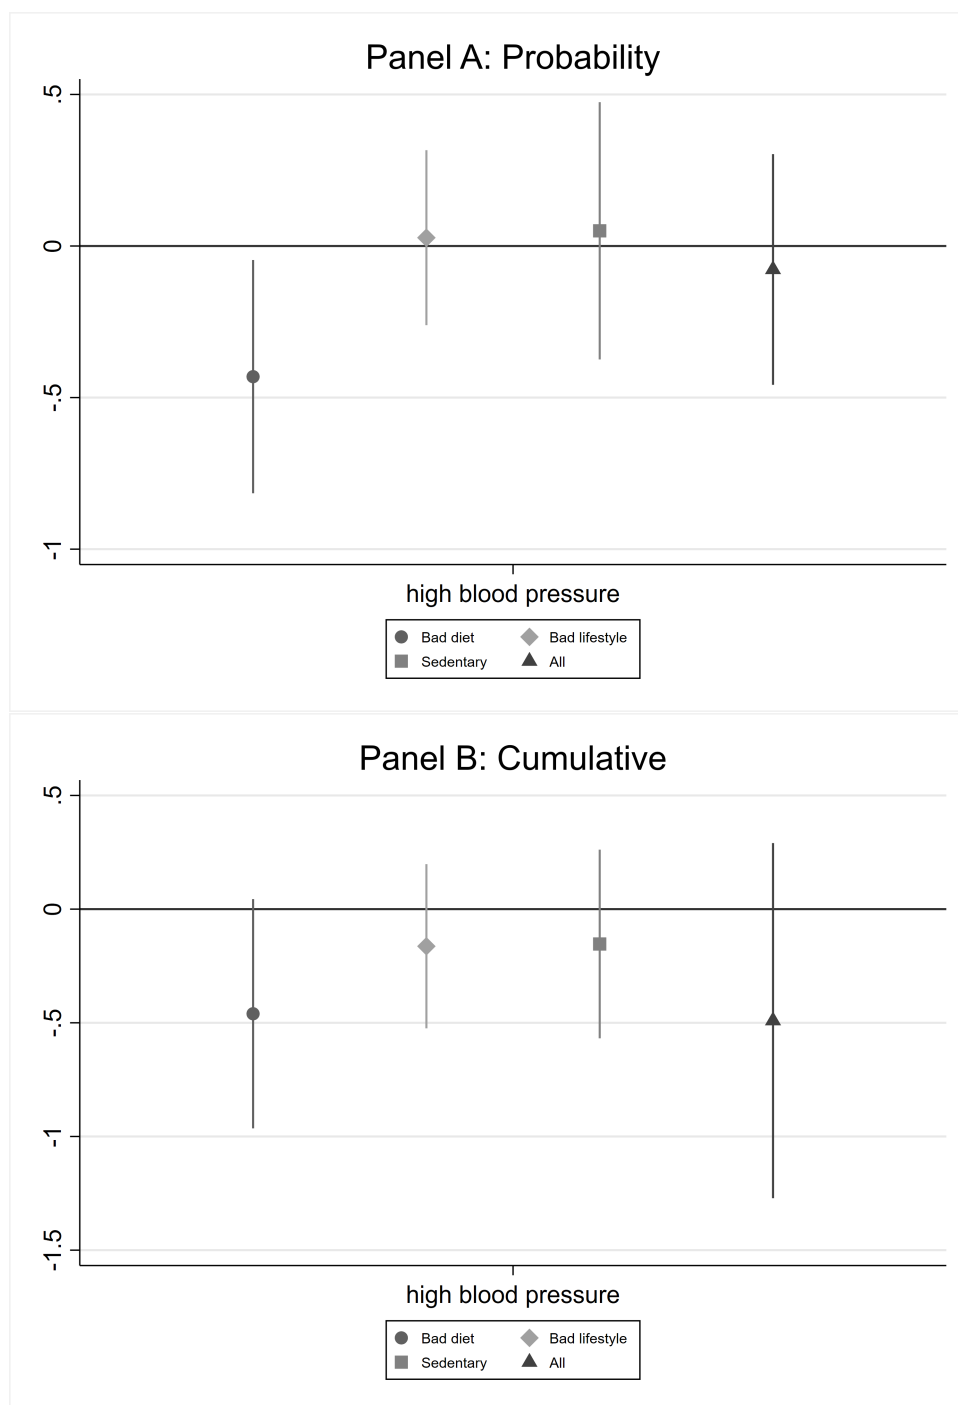 Panel A: Probability
.5
0
-.5
-1
high blood pressure
Bad diet
Bad lifestyle
Sedentary
All
Panel B: Cumulative
.5
0
-.5
-1
-1.5
high blood pressure
Bad diet
Bad lifestyle
Sedentary
All